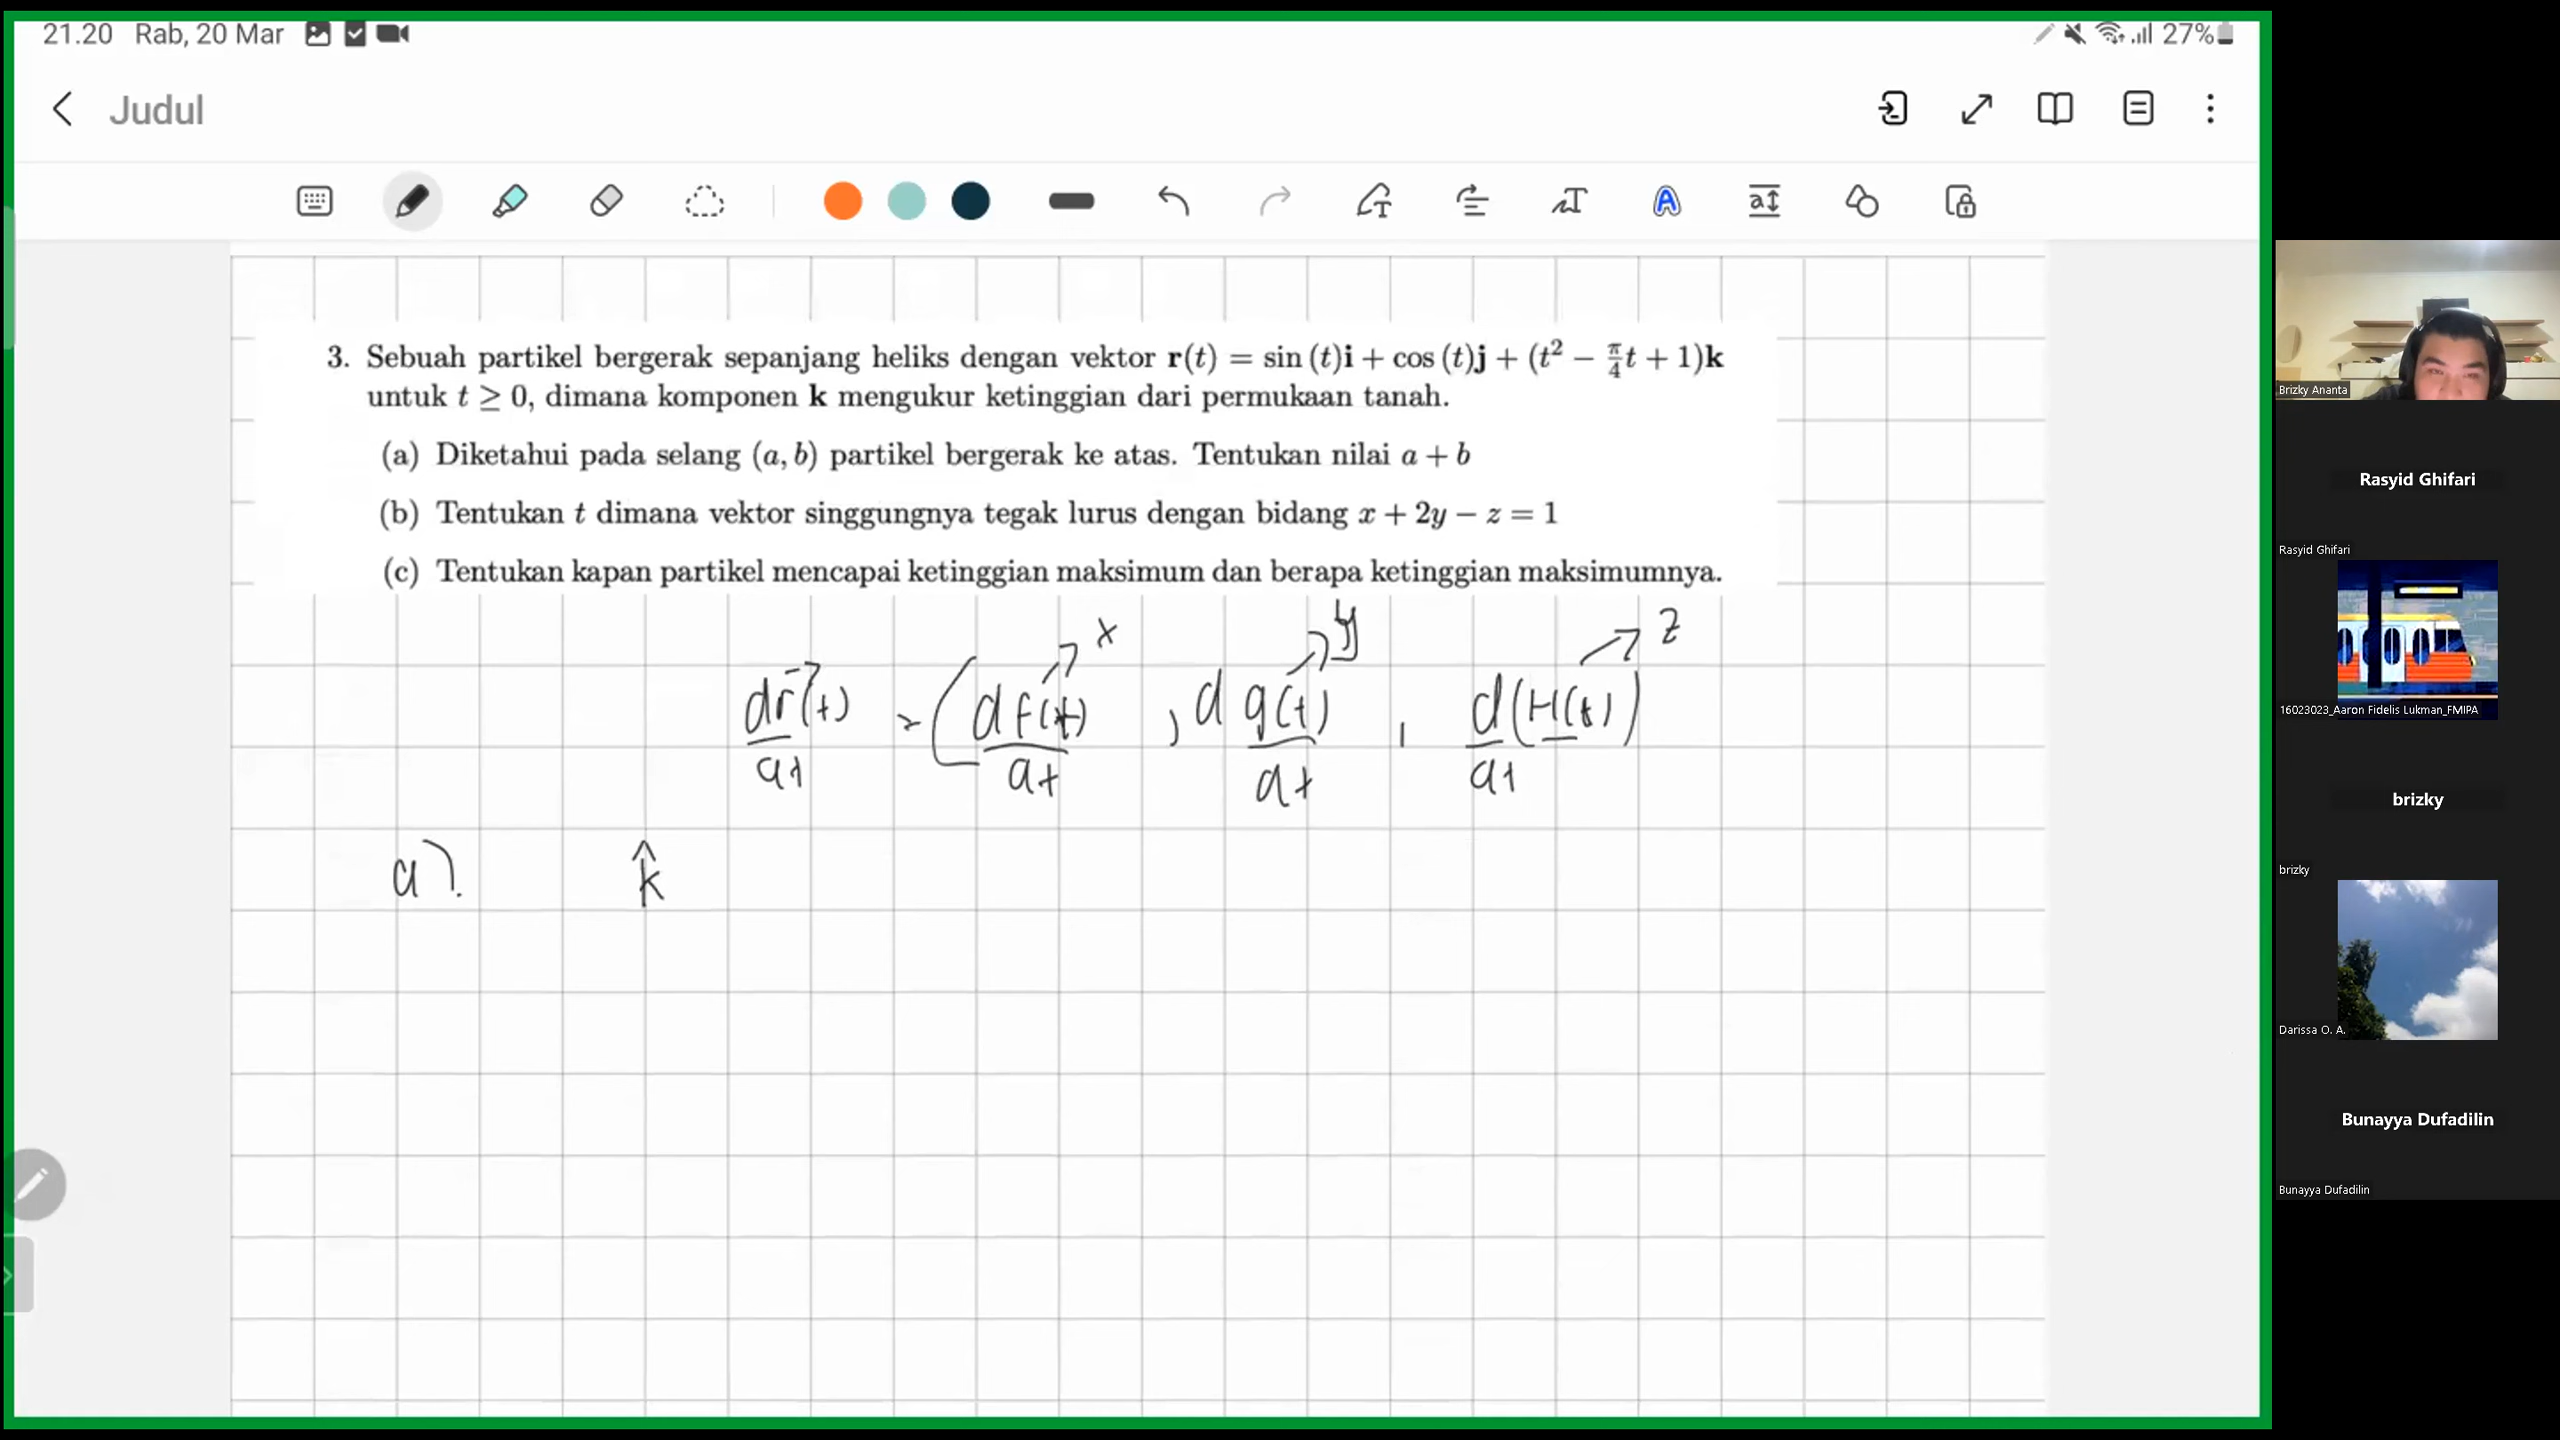 21.20 Rab, 20 Mar
27%
Judul
3. Sebuah partikel bergerak sepanjang heliks dengan vektor r(t) = sin (t)i + cos (t)j + (t² − π/4 t + 1)k
untuk t ≥ 0, dimana komponen k mengukur ketinggian dari permukaan tanah.
(a) Diketahui pada selang (a, b) partikel bergerak ke atas. Tentukan nilai a + b
(b) Tentukan t dimana vektor singgungnya tegak lurus dengan bidang x + 2y − z = 1
(c) Tentukan kapan partikel mencapai ketinggian maksimum dan berapa ketinggian maksimumnya.
x y z
dr(t) = (df(t) , dg(t) , d(H(t))
dt dt dt dt
a). k̂
Brizky Ananta
Rasyid Ghifari
Rasyid Ghifari
16023023_Aaron Fidelis Lukman_FMIPA
brizky
brizky
Darissa O. A.
Bunayya Dufadilin
Bunayya Dufadilin